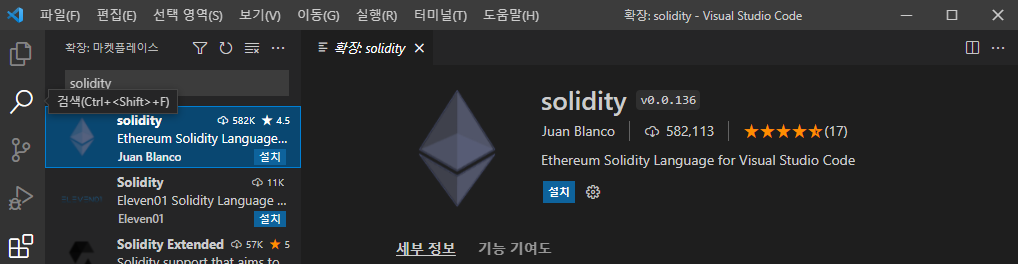 파일(F) 편집(E) 선택 영역(S) 보기(V) 이동(G) 실행(R) 터미널(T) 도움말(H) 확장: solidity - Visual Studio Code
확장: 마켓플레이스
확장: solidity
solidity
검색(Ctrl+<Shift>+F)
solidity 582K ★ 4.5
Ethereum Solidity Language...
Juan Blanco 설치
Solidity 11K
Eleven01 Solidity Language ...
Eleven01 설치
Solidity Extended 57K ★ 5
Solidity support that aims to...
solidity v0.0.136
Juan Blanco 582,113 (17)
Ethereum Solidity Language for Visual Studio Code
설치
세부 정보 기능 기여도